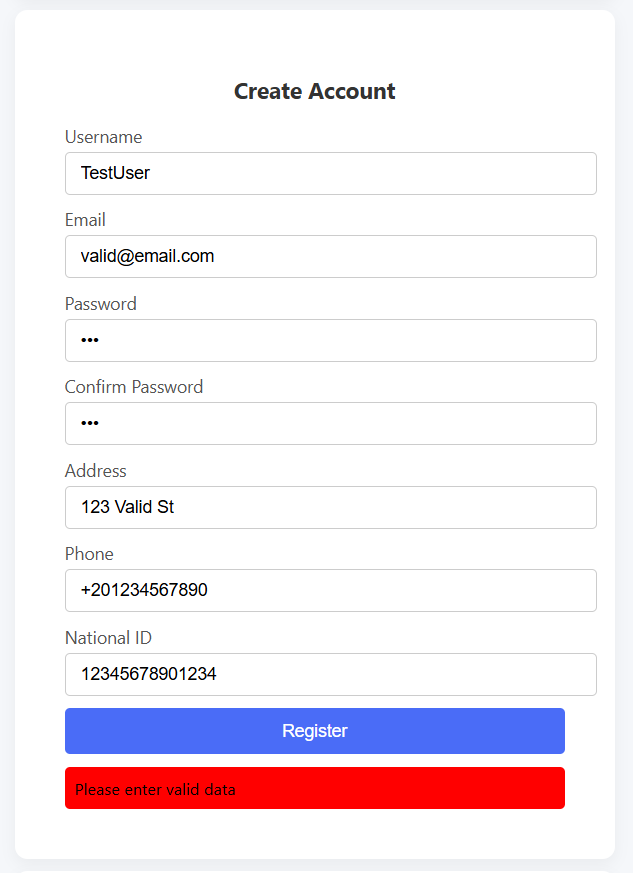 Create Account
Username
TestUser
Email
valid@email.com
Password
•••
Confirm Password
•••
Address
123 Valid St
Phone
+201234567890
National ID
12345678901234
Register
Please enter valid data